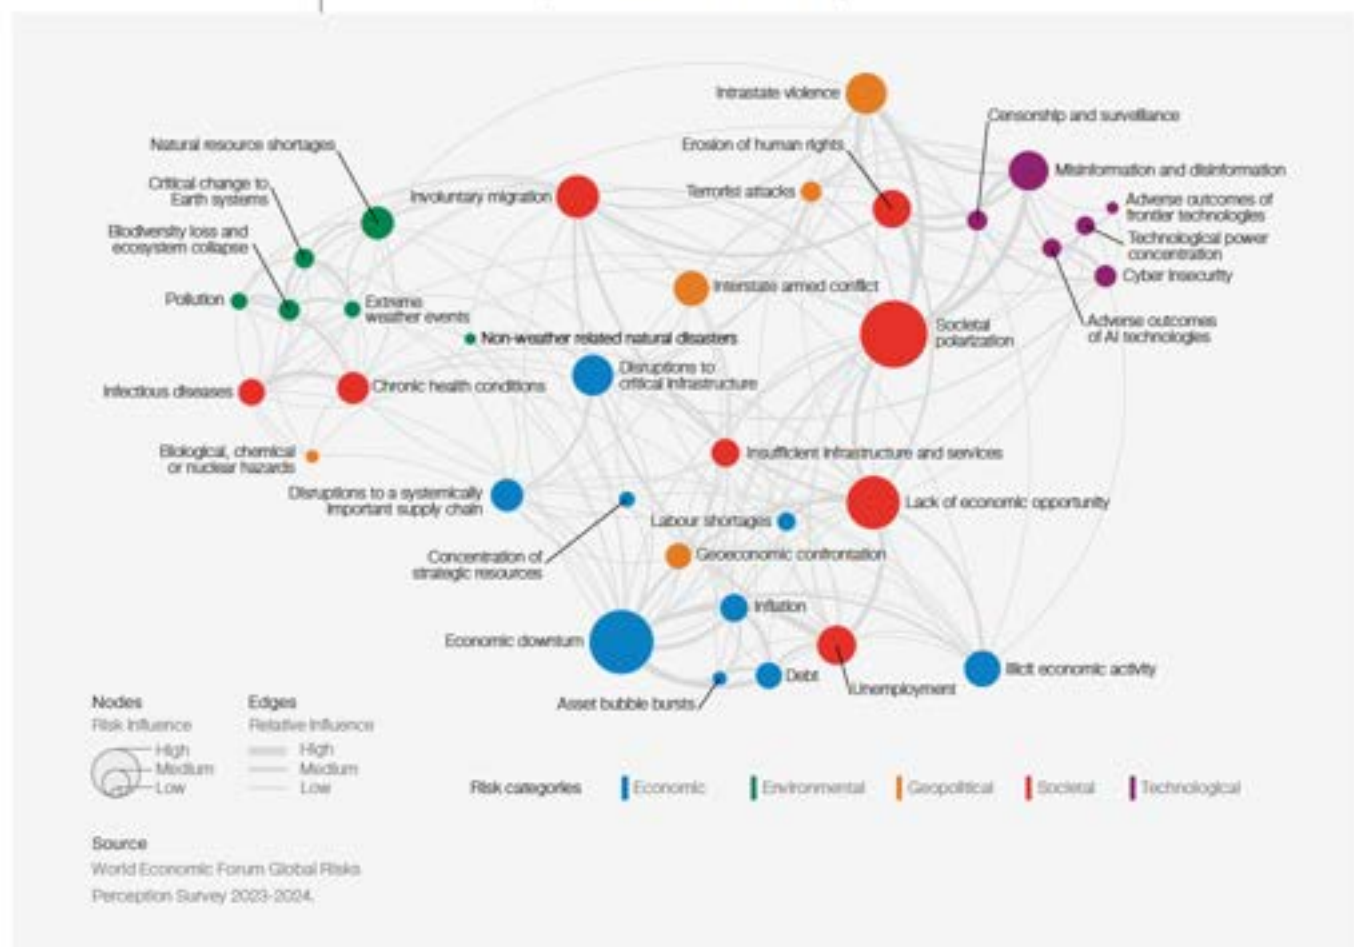 Intrastate violence
Censorship and surveillance
Natural resource shortages
Erosion of human rights
Misinformation and disinformation
Critical change to
Earth systems
Involuntary migration
Terrorist attacks
Adverse outcomes of
frontier technologies
Biodiversity loss and
ecosystem collapse
Technological power
concentration
Cyber insecurity
Interstate armed conflict
Pollution
Extreme
weather events
Adverse outcomes
of AI technologies
Societal
polarization
Non-weather related natural disasters
Disruptions to
critical infrastructure
Infectious diseases
Chronic health conditions
Biological, chemical
or nuclear hazards
Insufficient infrastructure and services
Disruptions to a systemically
important supply chain
Lack of economic opportunity
Labour shortages
Concentration of
strategic resources
Geoeconomic confrontation
Inflation
Economic downturn
Debt
Unemployment
Illicit economic activity
Asset bubble bursts
Nodes
Risk influence
High
Medium
Low
Edges
Relative influence
High
Medium
Low
Risk categories
Economic
Environmental
Geopolitical
Societal
Technological
Source
World Economic Forum Global Risks
Perception Survey 2023-2024.